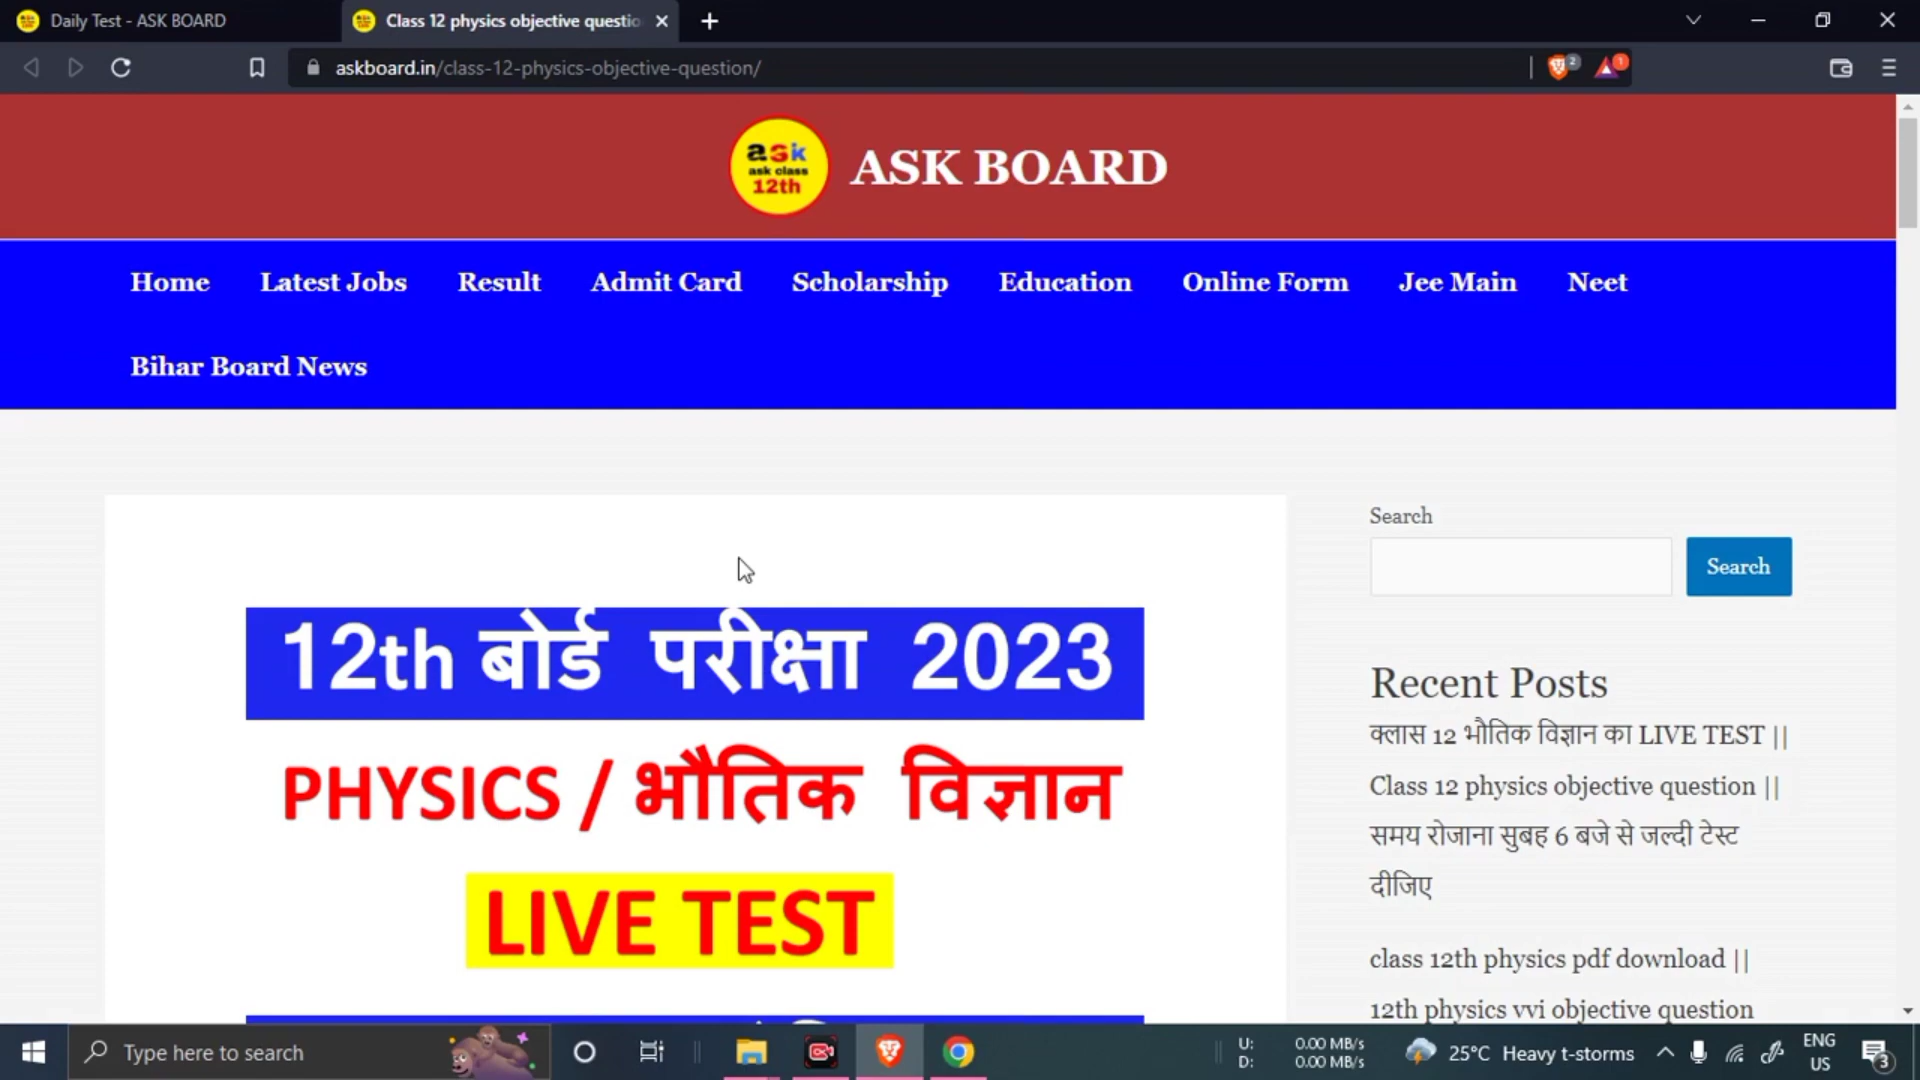 Daily Test - ASK BOARD
Class 12 physics objective questio
askboard.in/class-12-physics-objective-question/
2
1
ask
ask class
12th
ASK BOARD
Home Latest Jobs Result Admit Card Scholarship Education Online Form Jee Main Neet
Bihar Board News
12th बोर्ड परीक्षा 2023
PHYSICS / भौतिक विज्ञान
LIVE TEST
Search
Search
Recent Posts
क्लास 12 भौतिक विज्ञान का LIVE TEST ||
Class 12 physics objective question ||
समय रोजाना सुबह 6 बजे से जल्दी टेस्ट
दीजिए
class 12th physics pdf download ||
12th physics vvi objective question
Type here to search
U: 0.00 MB/s
D: 0.00 MB/s
25°C Heavy t-storms
ENG
US
3